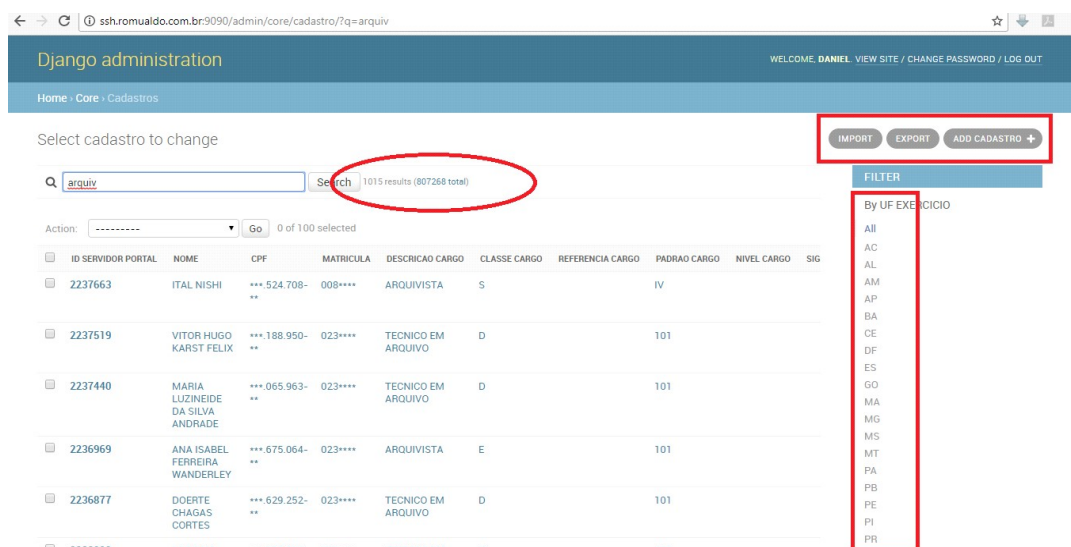 ssh.romualdo.com.br:9090/admin/core/cadastro/?q=arquiv
Django administration
WELCOME, DANIEL. VIEW SITE / CHANGE PASSWORD / LOG OUT
Home › Core › Cadastros
Select cadastro to change
IMPORT EXPORT ADD CADASTRO +
arquiv Search 1015 results (807268 total)
Action: --------- Go 0 of 100 selected
ID SERVIDOR PORTAL NOME CPF MATRICULA DESCRICAO CARGO CLASSE CARGO REFERENCIA CARGO PADRAO CARGO NIVEL CARGO SIG
2237663 ITAL NISHI ***.524.708- 008**** ARQUIVISTA S IV
**
2237519 VITOR HUGO ***.188.950- 023**** TECNICO EM D 101
KARST FELIX ** ARQUIVO
2237440 MARIA ***.065.963- 023**** TECNICO EM D 101
LUZINEIDE ** ARQUIVO
DA SILVA
ANDRADE
2236969 ANA ISABEL ***.675.064- 023**** ARQUIVISTA E 101
FERREIRA **
WANDERLEY
2236877 DOERTE ***.629.252- 023**** TECNICO EM D 101
CHAGAS ** ARQUIVO
CORTES
FILTER
By UF EXERCICIO
All
AC
AL
AM
AP
BA
CE
DF
ES
GO
MA
MG
MS
MT
PA
PB
PE
PI
PR